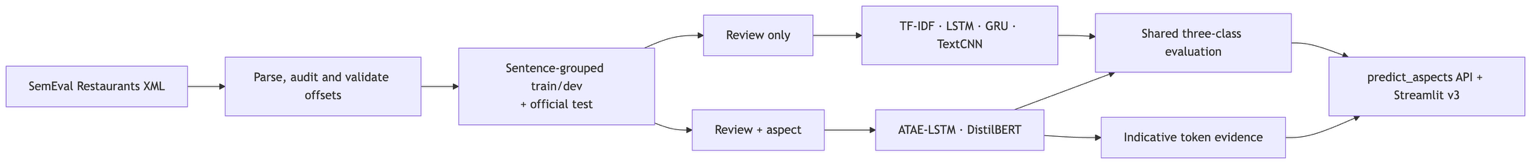 SemEval Restaurants XML
Parse, audit and validate
offsets
Sentence-grouped
train/dev
+ official test
Review only
TF-IDF · LSTM · GRU ·
TextCNN
Shared three-class
evaluation
Review + aspect
ATAE-LSTM · DistilBERT
Indicative token evidence
predict_aspects API +
Streamlit v3